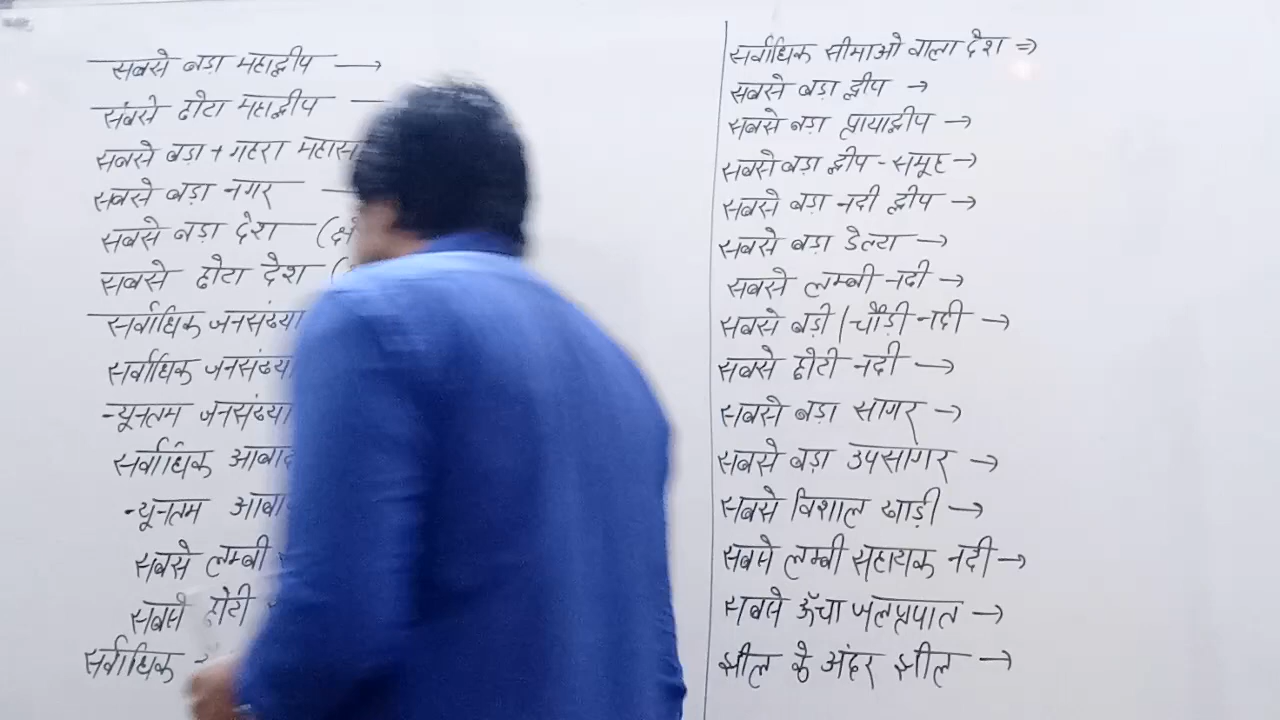 सबसे बड़ा महाद्वीप →
सबसे छोटा महाद्वीप —
सबसे बड़ा + गहरा
सबसे बड़ा नगर —
सबसे बड़ा देश (क्षे
सबसे छोटा देश (
सर्वाधिक जनसंख्या
सर्वाधिक जनसंख्या
न्यूनतम जनसंख्या
सर्वाधिक
न्यूनतम
सबसे लम्बी
सबसे छोटी
सर्वाधिक
सर्वाधिक सीमाओ वाला देश ⇒
सबसे बड़ा द्वीप →
सबसे बड़ा प्रायाद्वीप →
सबसे बड़ा द्वीप-समूह →
सबसे बड़ा नदी द्वीप →
सबसे बड़ा डेल्टा →
सबसे लम्बी नदी →
सबसे बड़ी/चौड़ी नदी →
सबसे छोटी नदी →
सबसे बड़ा सागर →
सबसे बड़ा उपसागर →
सबसे विशाल खाड़ी →
सबसे लम्बी सहायक नदी →
सबसे ऊँचा जलप्रपात →
झील के अंदर झील →